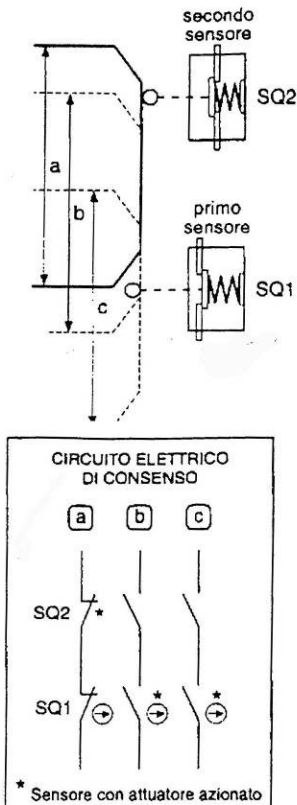 secondo
sensore
SQ2
a
b
primo
sensore
c
SQ1
CIRCUITO ELETTRICO
DI CONSENSO
a b c
SQ2 *
SQ1 * *
* Sensore con attuatore azionato